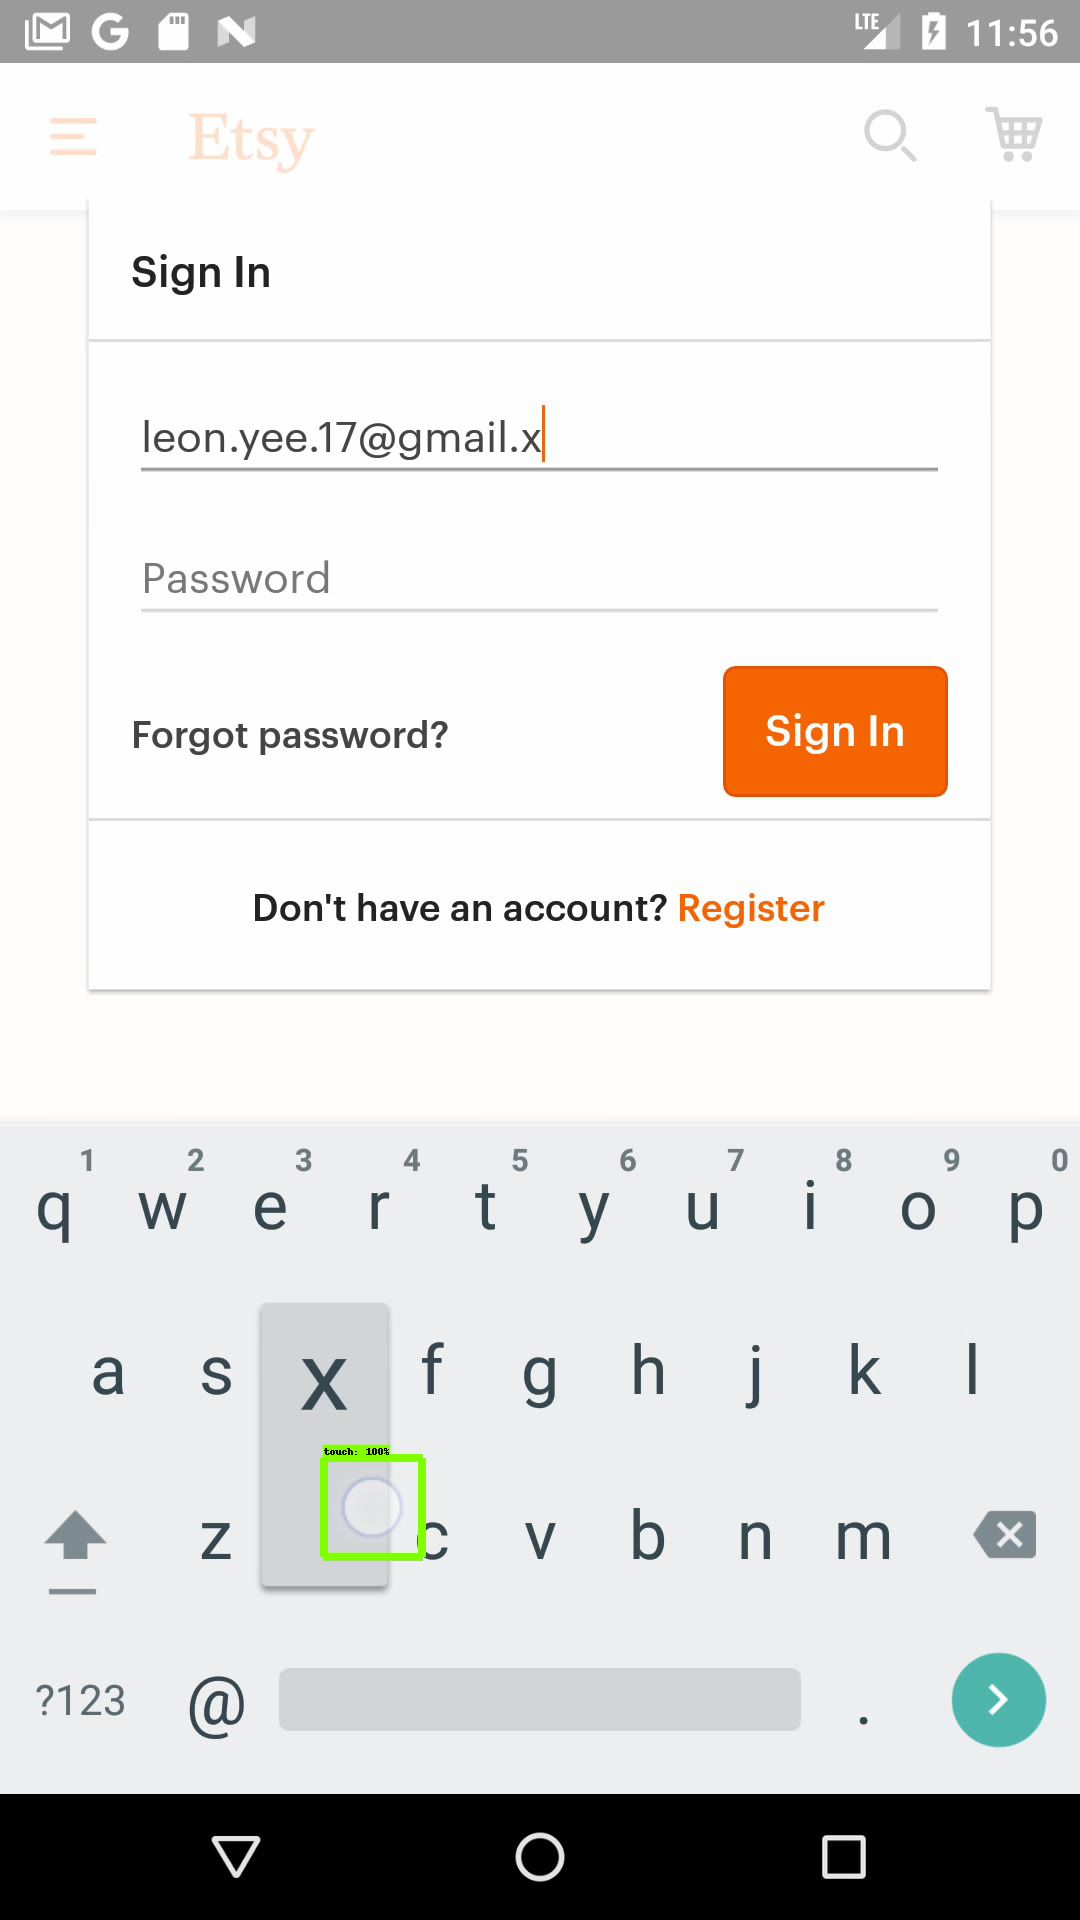 LTE 11:56
Etsy
Sign In
leon.yee.17@gmail.x
Password
Forgot password?
Sign In
Don't have an account? Register
1 2 3 4 5 6 7 8 9 0
q w e r t y u i o p
a s x f g h j k l
touch: 100%
z c v b n m
?123 @ .